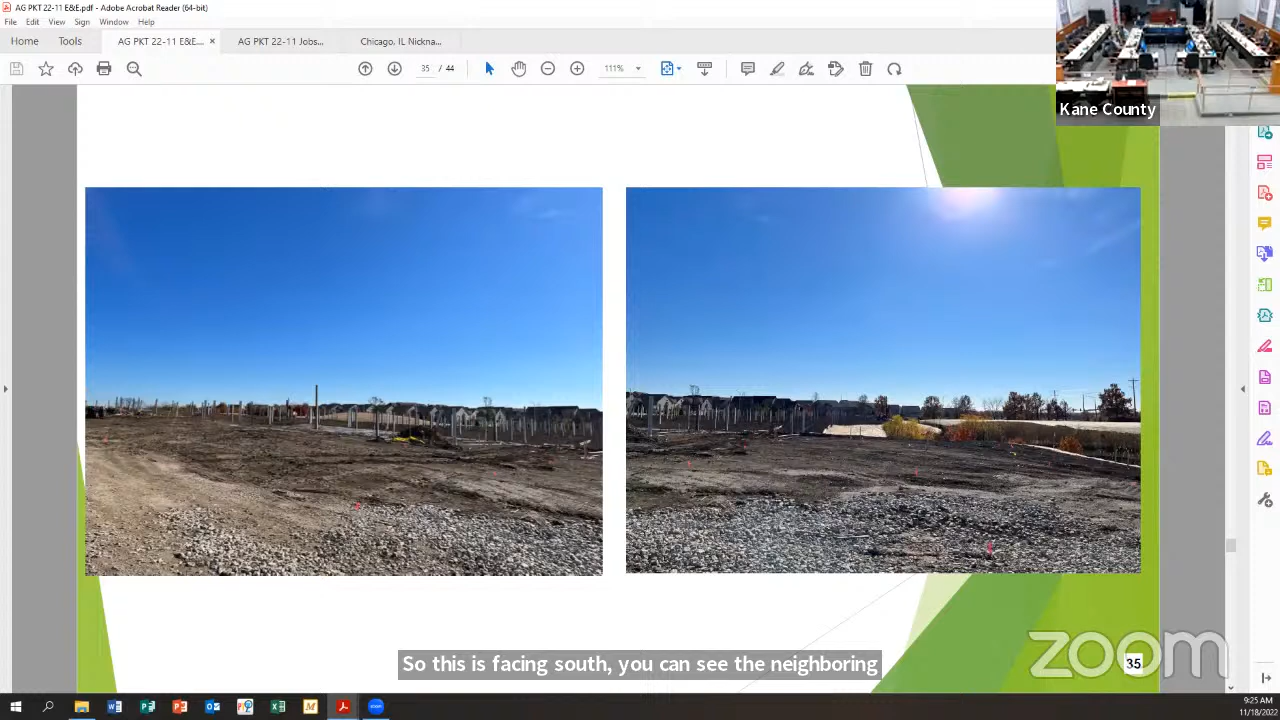 AG PKT 22-11 E&E.pdf - Adobe Acrobat Reader (64-bit)
File Edit View Sign Window Help
Home Tools AG PKT 22-11 E&E... × AG PKT 22-11 Jobs... Chicago, IL Nickna...
35 / 44 111%
Kane County
So this is facing south, you can see the neighboring
zoom
35
9:25 AM
11/18/2022